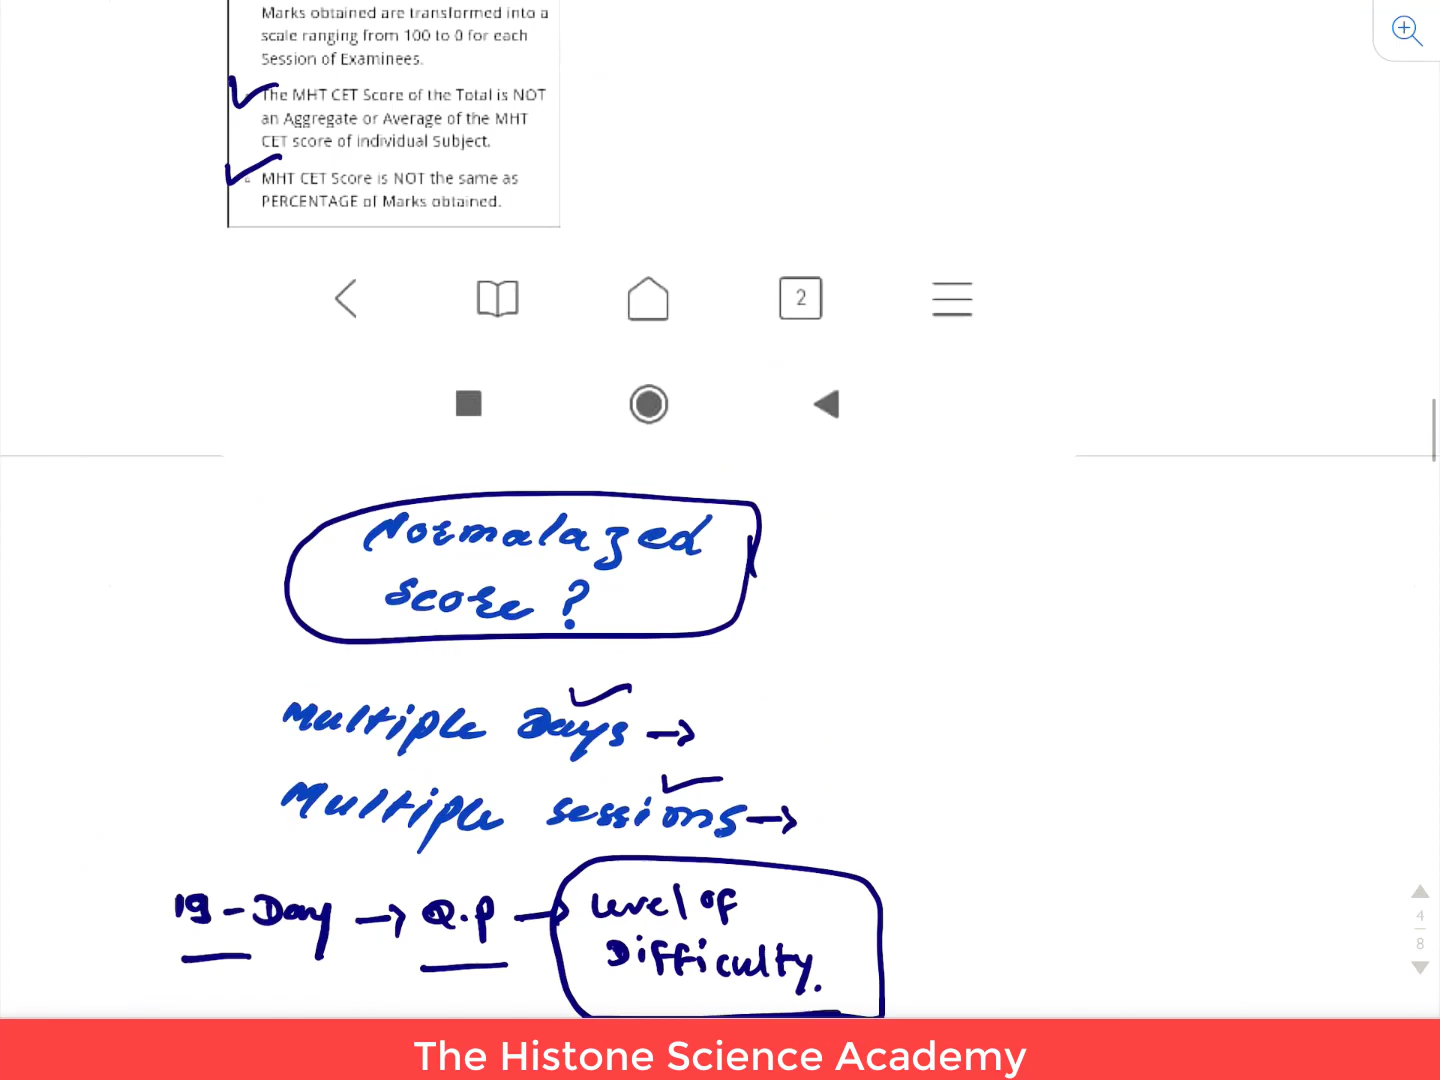 Marks obtained are transformed into a
scale ranging from 100 to 0 for each
Session of Examinees.
The MHT CET Score of the Total is NOT
an Aggregate or Average of the MHT
CET score of individual Subject.
MHT CET Score is NOT the same as
PERCENTAGE of Marks obtained.
2
Normalazed
Score ?
Multiple Days →
Multiple sessions →
19 - Day → Q.P → Level of
Difficulty.
4
8
The Histone Science Academy